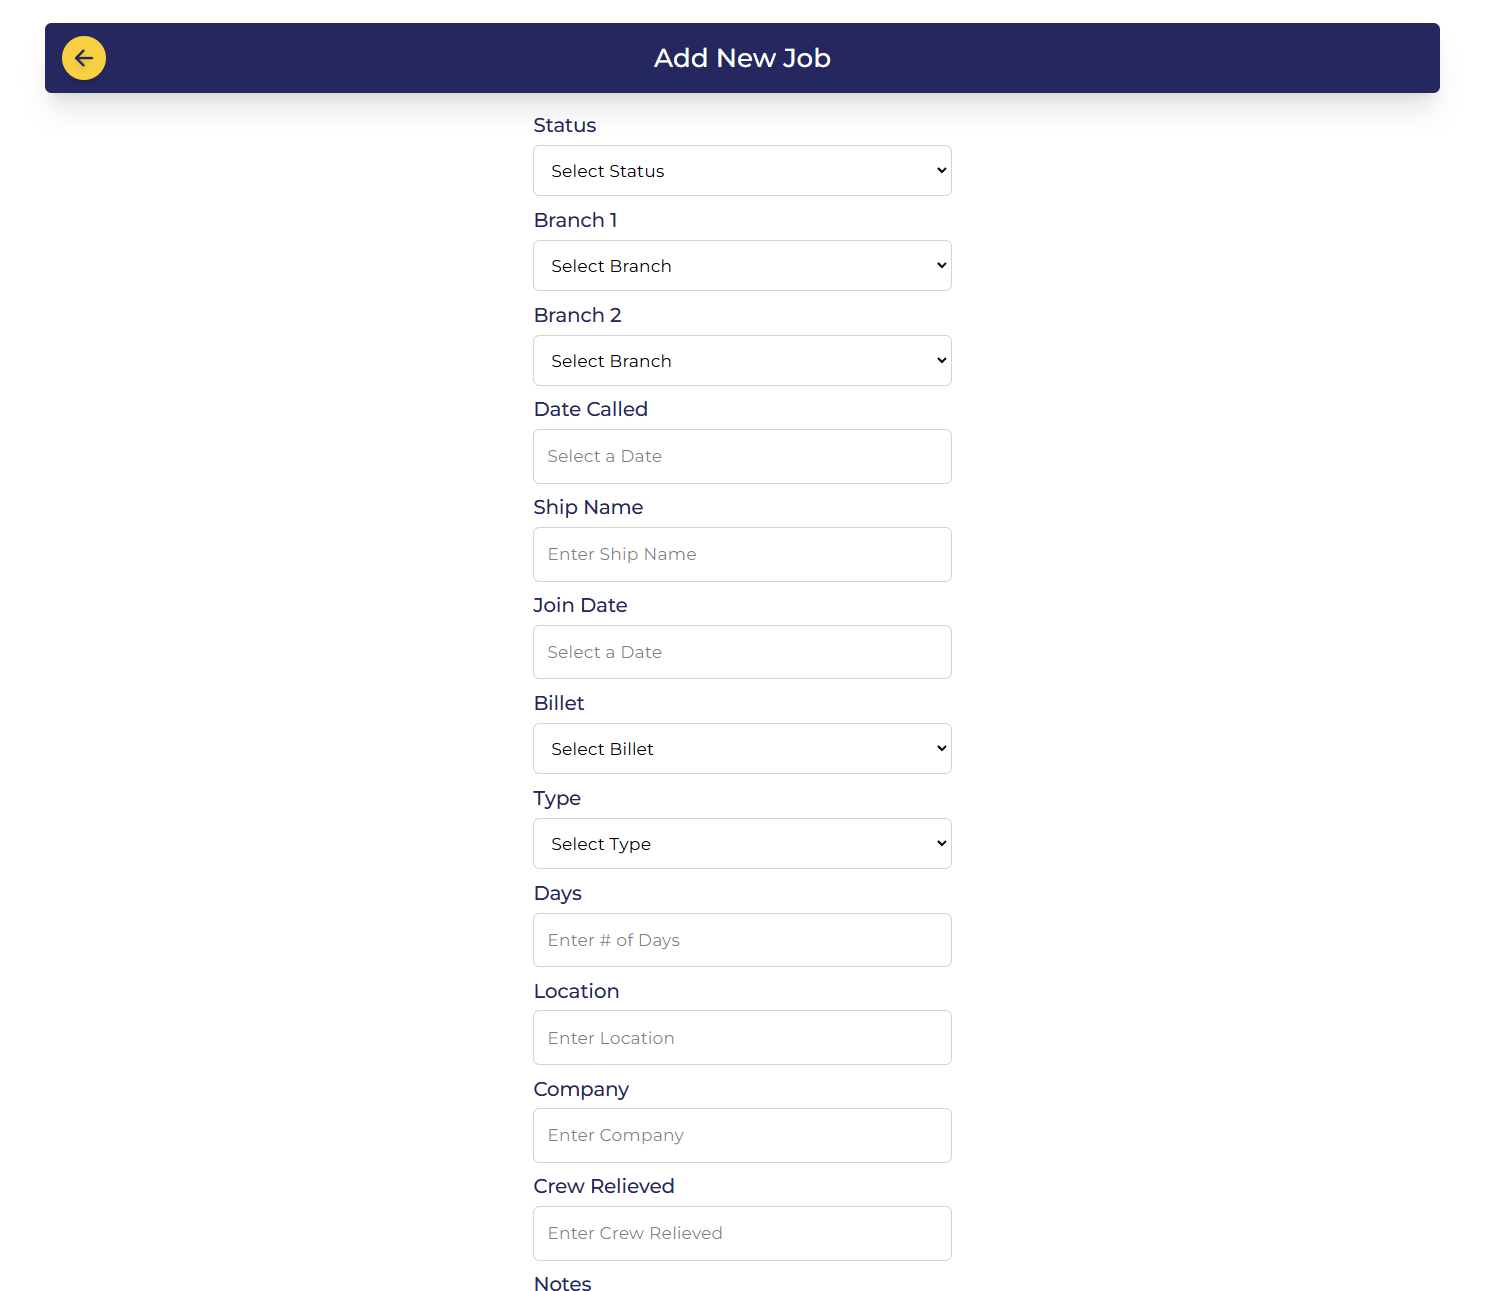 Add New Job
Status
Select Status
Branch 1
Select Branch
Branch 2
Select Branch
Date Called
Select a Date
Ship Name
Enter Ship Name
Join Date
Select a Date
Billet
Select Billet
Type
Select Type
Days
Enter # of Days
Location
Enter Location
Company
Enter Company
Crew Relieved
Enter Crew Relieved
Notes